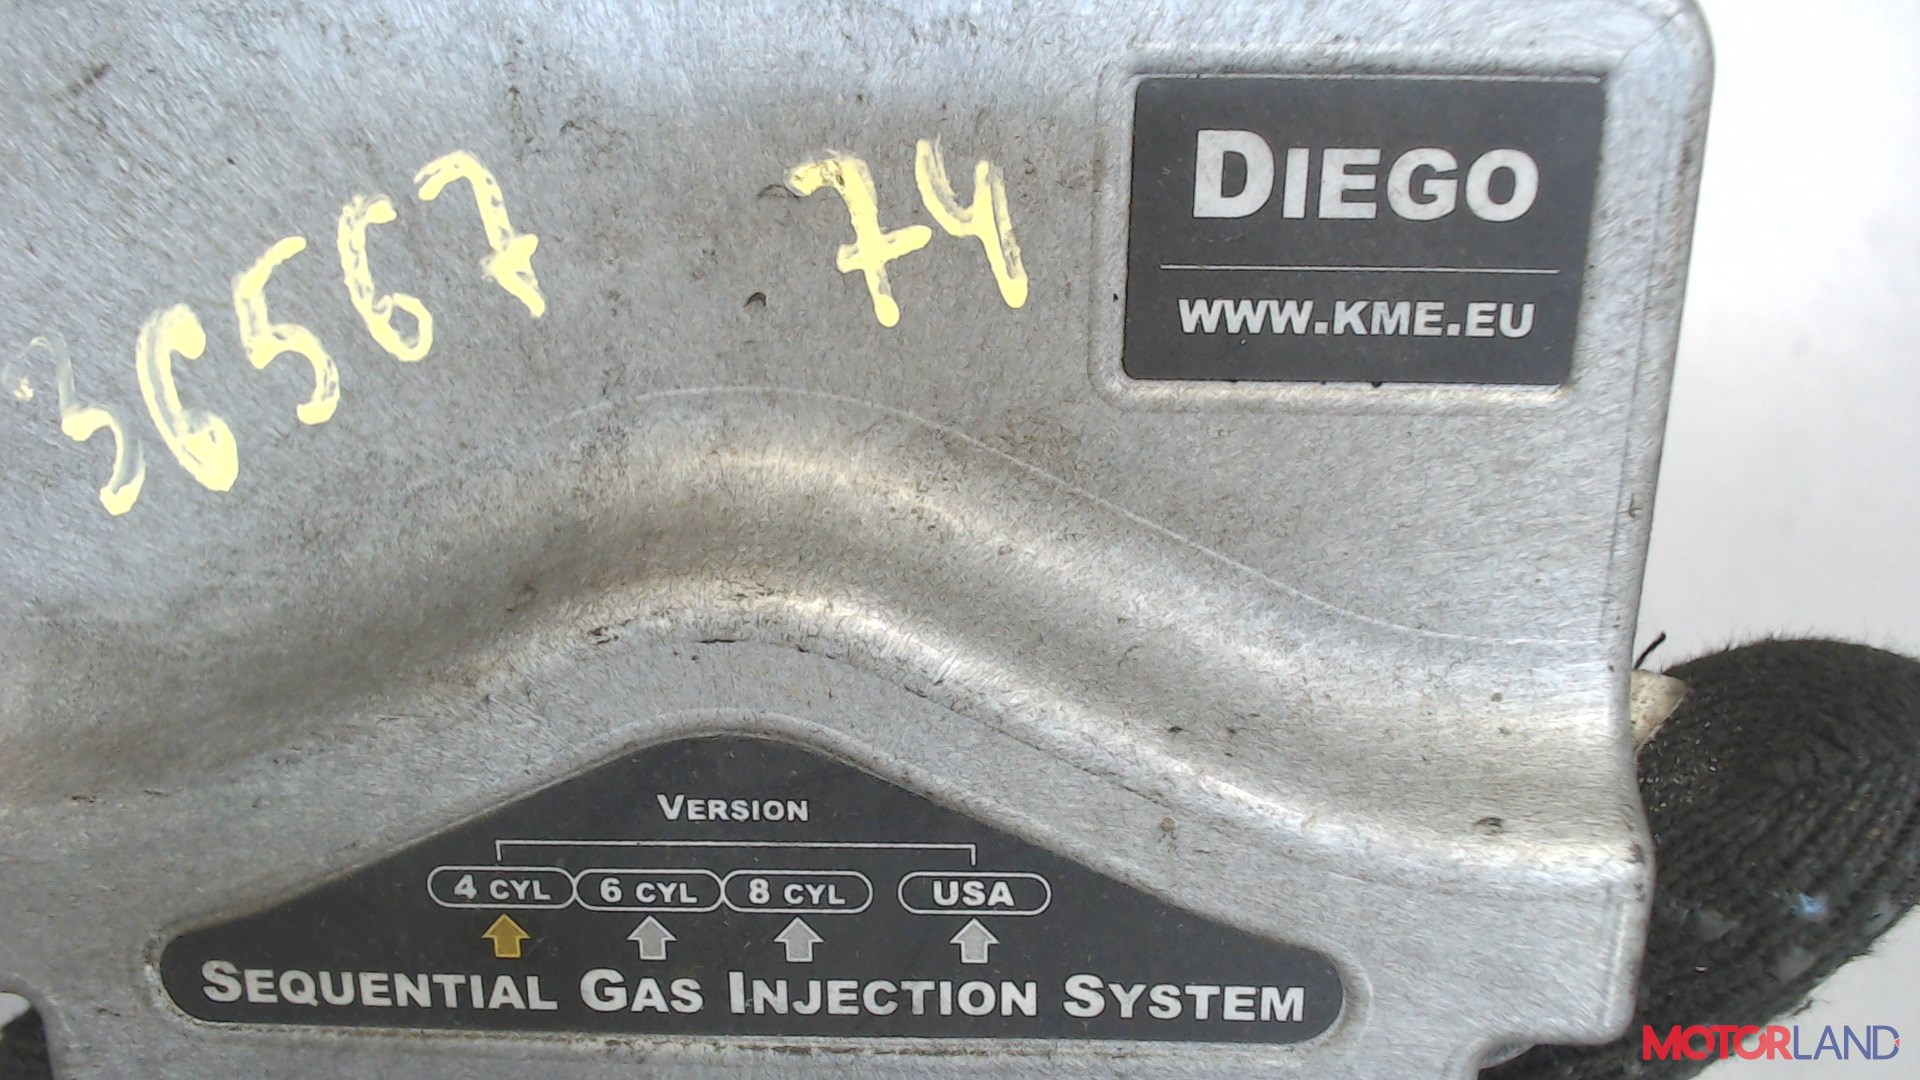 36567 74
DIEGO
WWW.KME.EU
VERSION
4 CYL 6 CYL 8 CYL USA
SEQUENTIAL GAS INJECTION SYSTEM
MOTORLAND